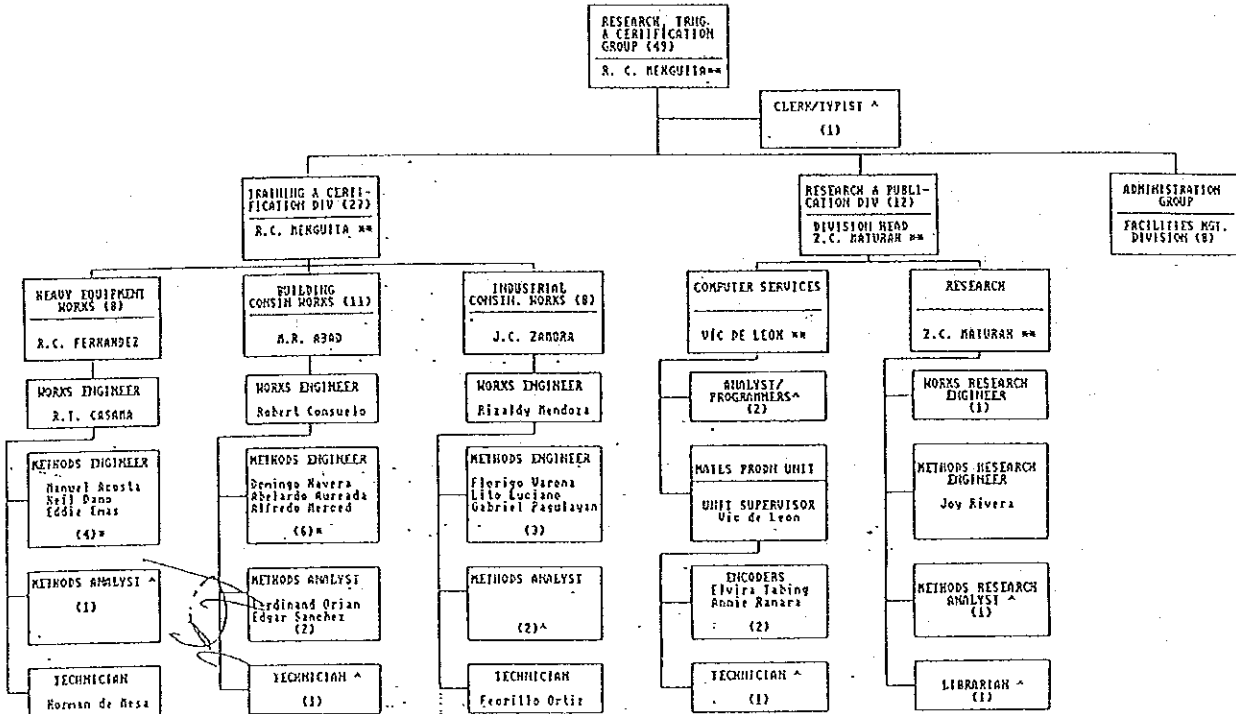 RESEARCH, TRNG.
& CERTIFICATION
GROUP (49)
R. C. MENGUITA**
CLERK/TYPIST ^
(1)
TRAINING & CERTI-
FICATION DIV (27)
R.C. MENGUITA **
RESEARCH & PUBLI-
CATION DIV (12)
DIVISION HEAD
Z.C. MATURAN **
ADMINISTRATION
GROUP
FACILITIES MGT.
DIVISION (8)
HEAVY EQUIPMENT
WORKS (8)
R.C. FERNANDEZ
BUILDING
CONSTN WORKS (11)
M.R. ABAD
INDUSTRIAL
CONSTN. WORKS (8)
J.C. ZAMORA
COMPUTER SERVICES
VIC DE LEON **
RESEARCH
Z.C. MATURAN **
WORKS ENGINEER
R.T. CASAMA
WORKS ENGINEER
Robert Consuelo
WORKS ENGINEER
Rizaldy Mendoza
ANALYST/
PROGRAMMERS^
(2)
WORKS RESEARCH
ENGINEER
(1)
METHODS ENGINEER
Manuel Acosta
Neil Pano
Eddie Emas
(4)*
METHODS ENGINEER
Domingo Navera
Abelardo Aureada
Alfredo Merced
(6)*
METHODS ENGINEER
Florigo Varona
Lito Luciano
Gabriel Pagulayan
(3)
MATLS PRODN UNIT
UNIT SUPERVISOR
Vic de Leon
METHODS RESEARCH
ENGINEER
Joy Rivera
METHODS ANALYST ^
(1)
METHODS ANALYST
Ferdinand Orian
Edgar Sanchez
(2)
METHODS ANALYST
(2)^
ENCODERS
Elvira Tabing
Annie Ranara
(2)
METHODS RESEARCH
ANALYST ^
(1)
TECHNICIAN
Norman de Mesa
TECHNICIAN ^
(1)
TECHNICIAN
Feorillo Ortiz
TECHNICIAN ^
(1)
LIBRARIAN ^
(1)